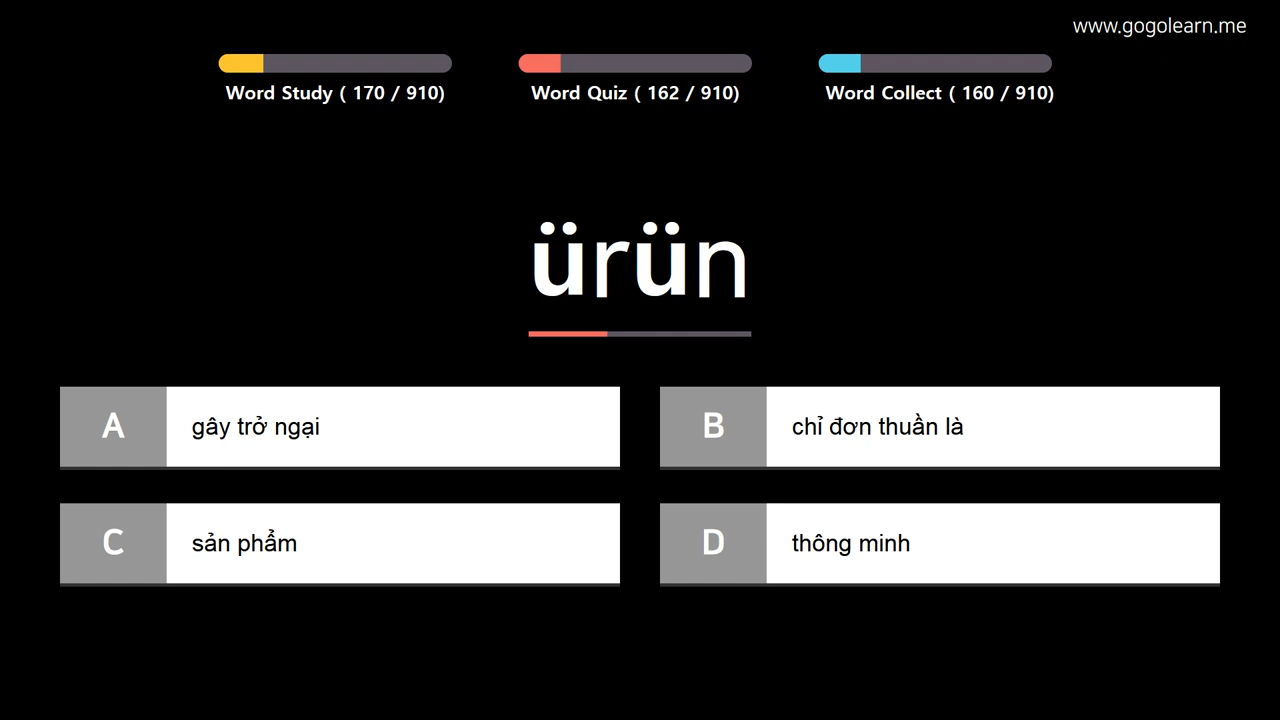 www.gogolearn.me
Word Study ( 170 / 910)
Word Quiz ( 162 / 910)
Word Collect ( 160 / 910)
ürün
A gây trở ngại
B chỉ đơn thuần là
C sản phẩm
D thông minh